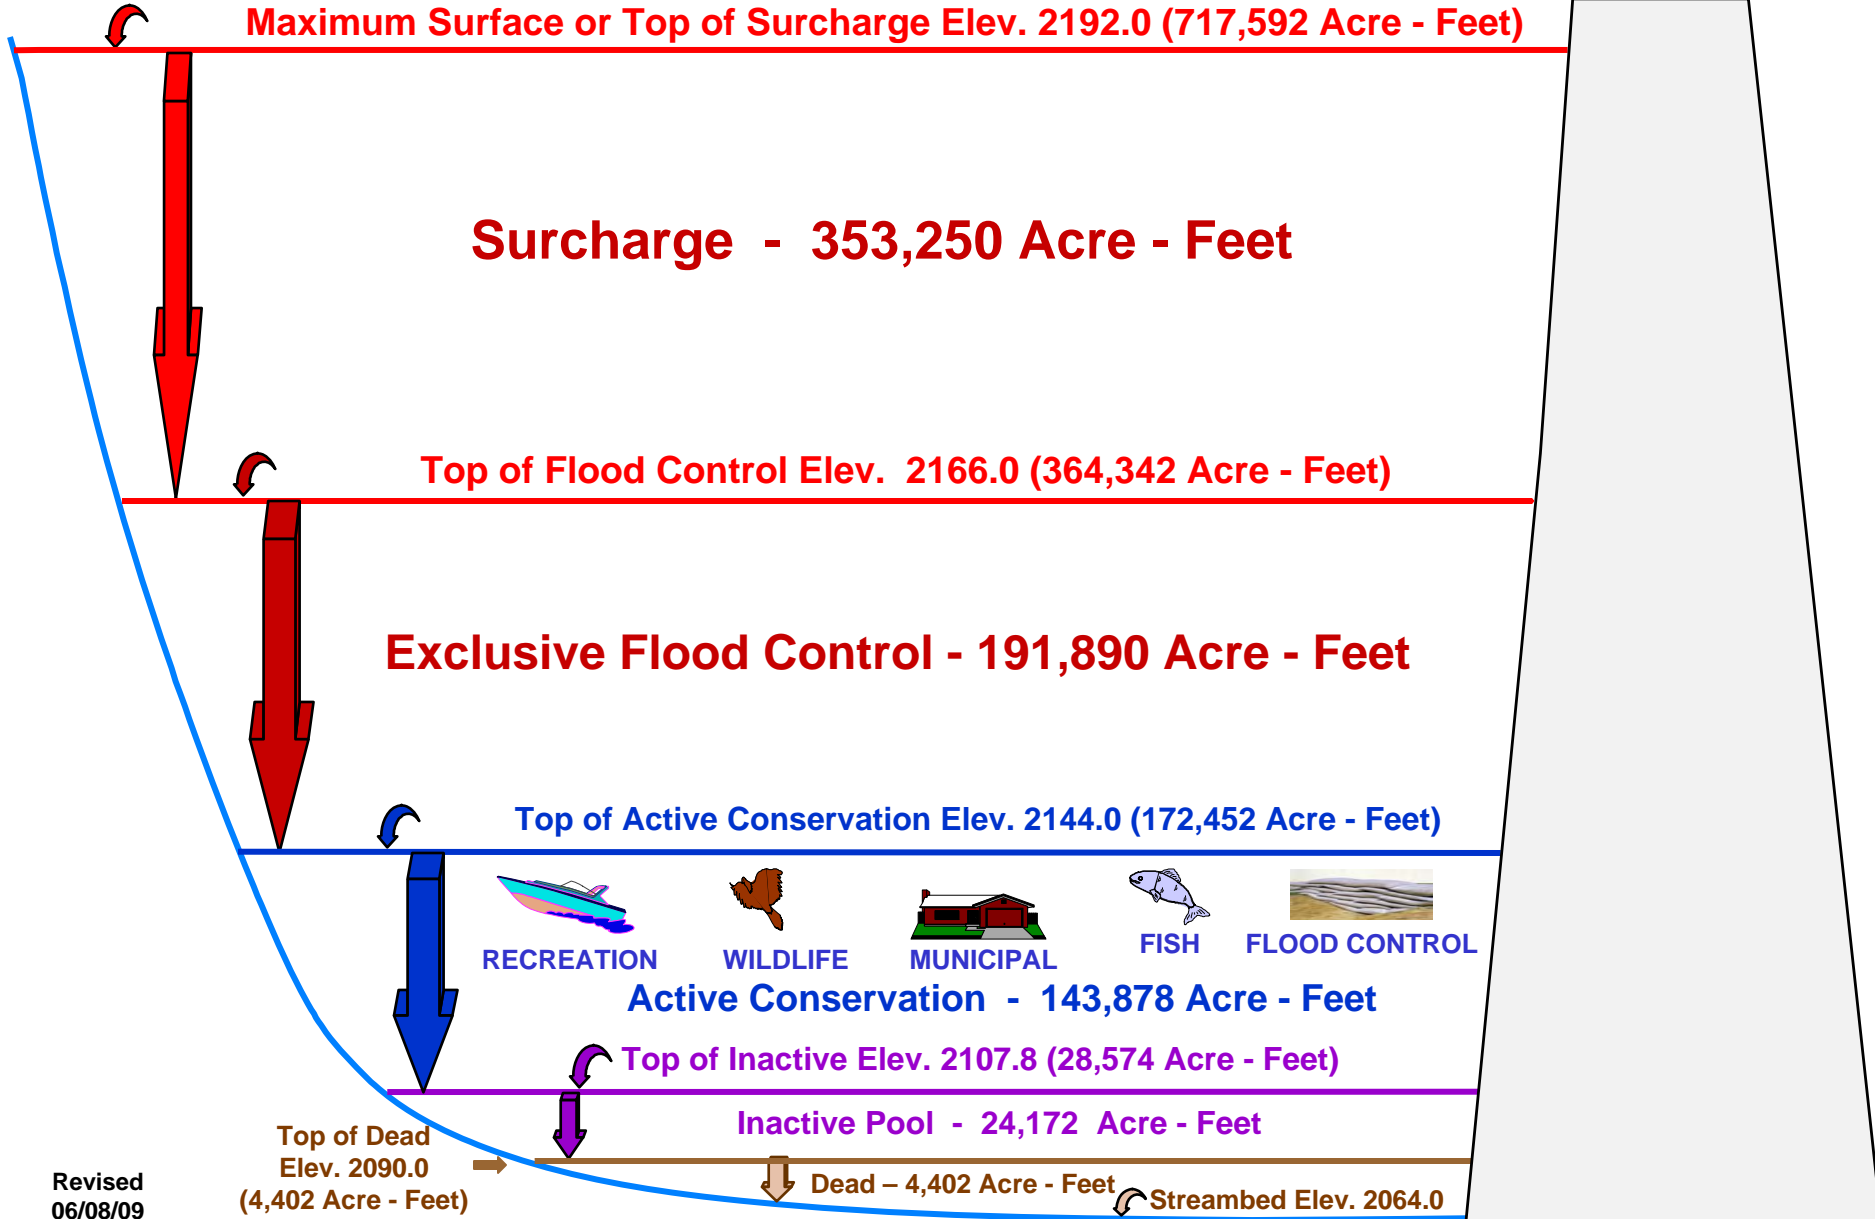 Maximum Surface or Top of Surcharge Elev. 2192.0 (717,592 Acre - Feet)
Surcharge - 353,250 Acre - Feet
Top of Flood Control Elev. 2166.0 (364,342 Acre - Feet)
Exclusive Flood Control - 191,890 Acre - Feet
Top of Active Conservation Elev. 2144.0 (172,452 Acre - Feet)
RECREATION
WILDLIFE
MUNICIPAL
FISH
FLOOD CONTROL
Active Conservation - 143,878 Acre - Feet
Top of Inactive Elev. 2107.8 (28,574 Acre - Feet)
Inactive Pool - 24,172 Acre - Feet
Top of Dead
Elev. 2090.0
(4,402 Acre - Feet)
Dead – 4,402 Acre - Feet
Streambed Elev. 2064.0
Revised
06/08/09